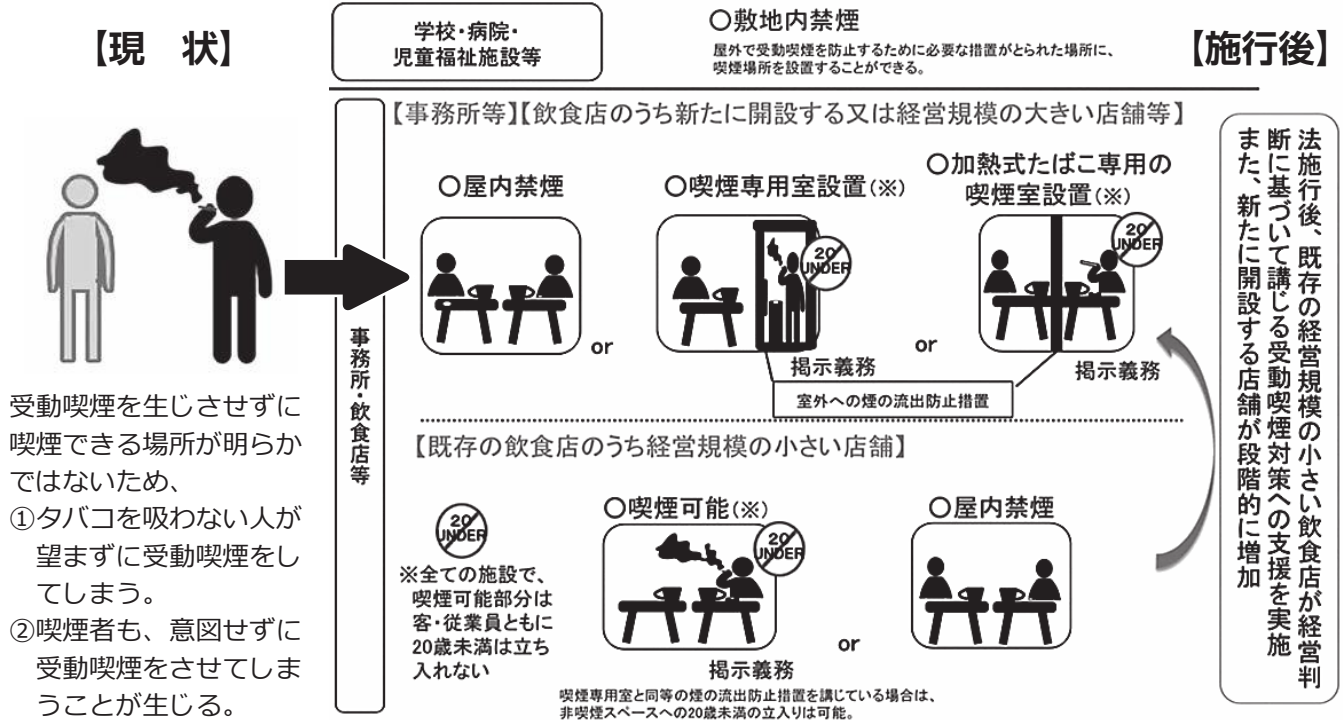 【現　状】
受動喫煙を生じさせずに
喫煙できる場所が明らか
ではないため、
①タバコを吸わない人が
望まずに受動喫煙をし
てしまう。
②喫煙者も、意図せずに
受動喫煙をさせてしま
うことが生じる。
【施行後】
学校・病院・
児童福祉施設等
○敷地内禁煙
屋外で受動喫煙を防止するために必要な措置がとられた場所に、
喫煙場所を設置することができる。
事務所・飲食店等
【事務所等】【飲食店のうち新たに開設する又は経営規模の大きい店舗等】
○屋内禁煙
or
○喫煙専用室設置(※)
20
UNDER
掲示義務
or
○加熱式たばこ専用の
喫煙室設置(※)
20
UNDER
掲示義務
室外への煙の流出防止措置
【既存の飲食店のうち経営規模の小さい店舗】
20
UNDER
※全ての施設で、
喫煙可能部分は
客・従業員ともに
20歳未満は立ち
入れない
○喫煙可能(※)
20
UNDER
掲示義務
or
○屋内禁煙
喫煙専用室と同等の煙の流出防止措置を講じている場合は、
非喫煙スペースへの20歳未満の立入りは可能。
法施行後、既存の経営規模の小さい飲食店が経営判
断に基づいて講じる受動喫煙対策への支援を実施
また、新たに開設する店舗が段階的に増加